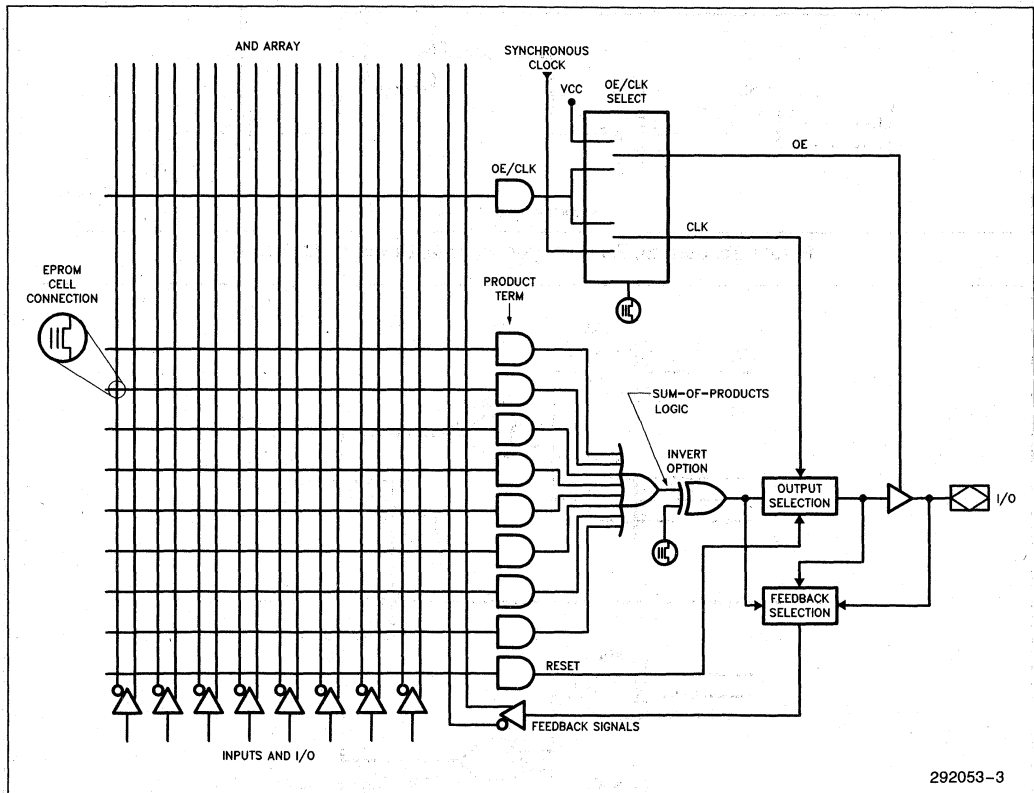 AND ARRAY
SYNCHRONOUS
CLOCK
VCC
OE/CLK
SELECT
OE
OE/CLK
CLK
EPROM
CELL
CONNECTION
PRODUCT
TERM
SUM-OF-PRODUCTS
LOGIC
INVERT
OPTION
OUTPUT
SELECTION
I/O
FEEDBACK
SELECTION
RESET
FEEDBACK SIGNALS
INPUTS AND I/O
292053-3